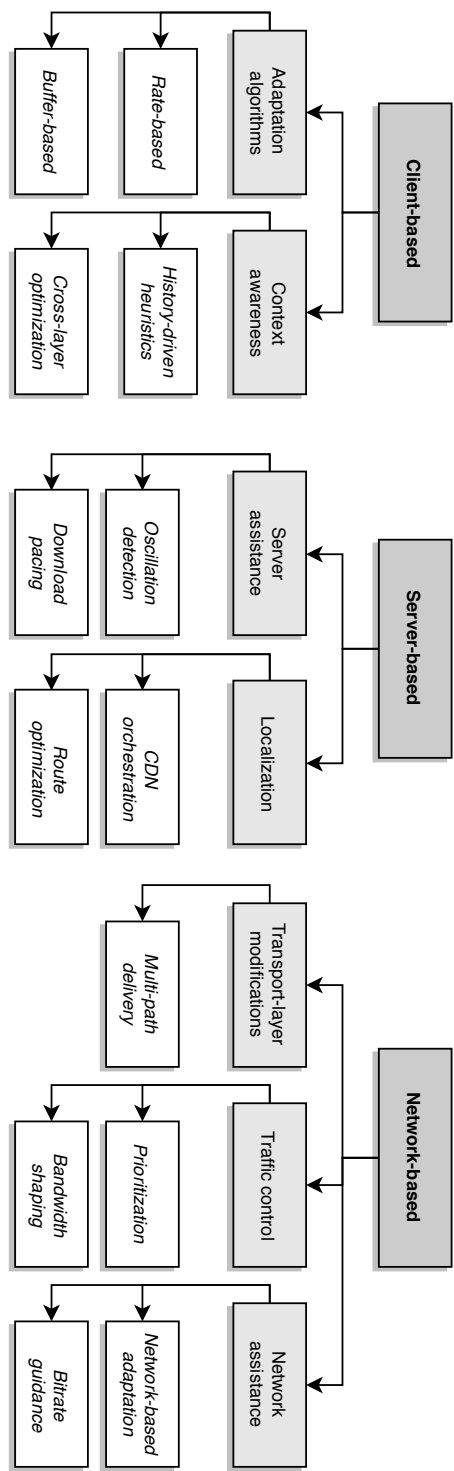 Client-based
Adaptation
algorithms
Rate-based
Buffer-based
Context
awareness
History-driven
heuristics
Cross-layer
optimization
Server-based
Server
assistance
Oscillation
detection
Download
pacing
Localization
CDN
orchestration
Route
optimization
Network-based
Transport-layer
modifications
Multi-path
delivery
Traffic control
Prioritization
Bandwidth
shaping
Network
assistance
Network-based
adaptation
Bitrate
guidance